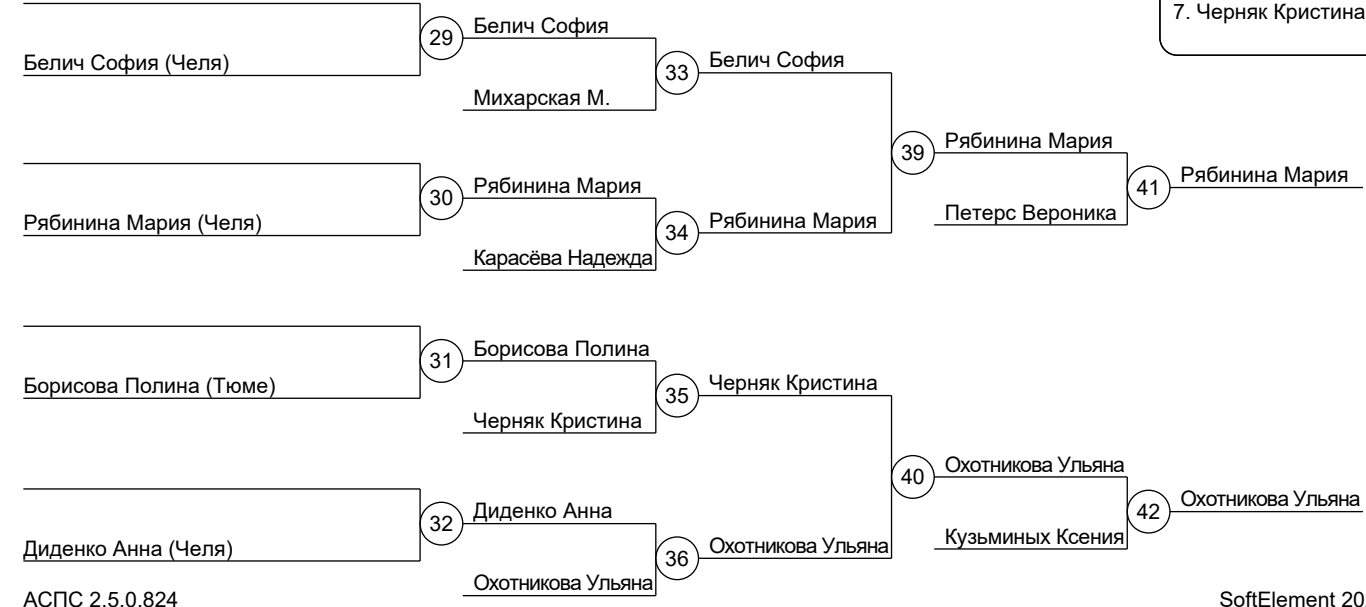 7. Черняк Кристина
29
Белич София
Белич София (Челя)
33
Белич София
Михарская М.
39
Рябинина Мария
30
Рябинина Мария
41
Рябинина Мария
Рябинина Мария (Челя)
34
Рябинина Мария
Петерс Вероника
Карасёва Надежда
31
Борисова Полина
Борисова Полина (Тюме)
35
Черняк Кристина
Черняк Кристина
40
Охотникова Ульяна
32
Диденко Анна
42
Охотникова Ульяна
Диденко Анна (Челя)
36
Охотникова Ульяна
Кузьминых Ксения
Охотникова Ульяна
АСПС 2.5.0.824
SoftElement 20